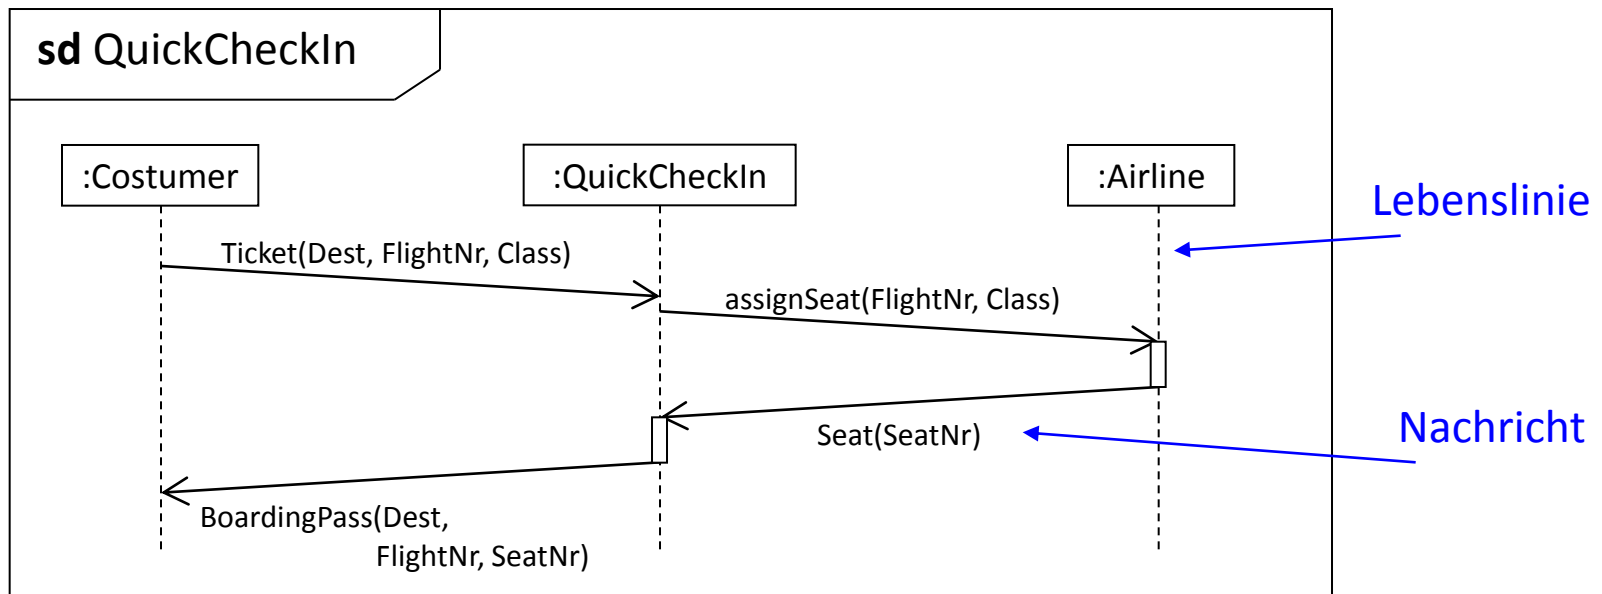 sd QuickCheckIn
:Costumer
:QuickCheckIn
:Airline
Lebenslinie
Ticket(Dest, FlightNr, Class)
assignSeat(FlightNr, Class)
Seat(SeatNr)
Nachricht
BoardingPass(Dest,
FlightNr, SeatNr)